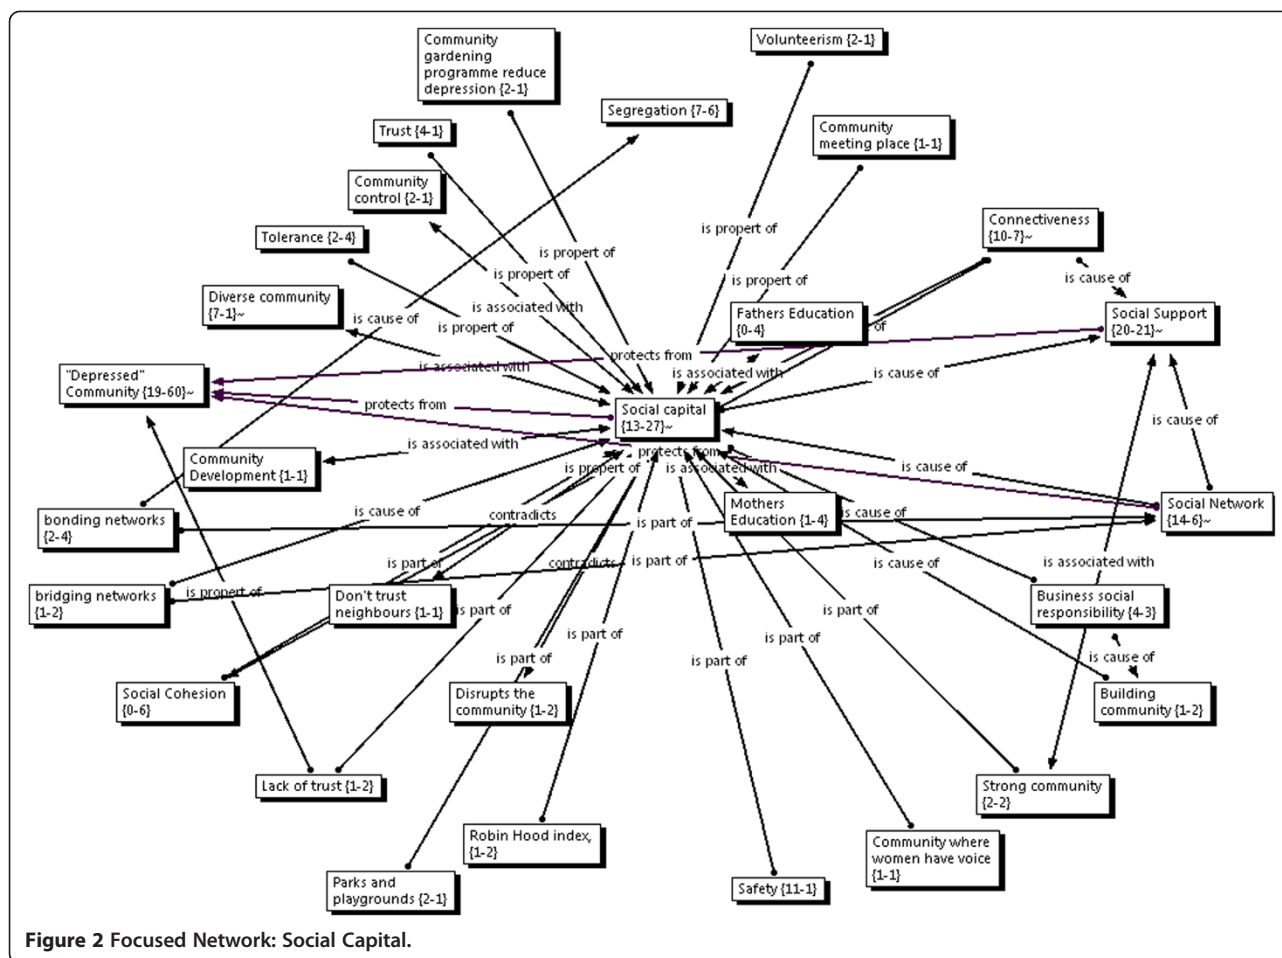 Community
gardening
programme reduce
depression {2-1}
Volunteerism {2-1}
Segregation {7-6}
Trust {4-1}
Community
meeting place {1-1}
Community
control {2-1}
Connectiveness
{10-7}~
Tolerance {2-4}
is propert of
is propert of
is propert of
is propert of
is cause of
Diverse community
{7-1}~
is associated with
is cause of
is propert of
Fathers Education
{0-4}
of
Social Support
{20-21}~
protects from
"Depressed"
Community {19-60}~
is associated with
is associated with
is cause of
protects from
Social capital
{13-27}~
is associated with
Community
Development {1-1}
protects from
is propert of
is associated with
is cause of
is cause of
bonding networks
{2-4}
is cause of
contradicts
Mothers
Education {1-4}
is part of
is cause of
Social Network
{14-6}~
is part of
contradicts
is part of
is cause of
is associated with
bridging networks
{1-2}
is propert of
Don't trust
neighbours {1-1}
Business social
responsibility {4-3}
is part of
is part of
is part of
is part of
is part of
is cause of
Social Cohesion
{0-6}
Disrupts the
community {1-2}
Building
community {1-2}
Lack of trust {1-2}
Strong community
{2-2}
Robin Hood index,
{1-2}
Community where
women have voice
{1-1}
Parks and
playgrounds {2-1}
Safety {11-1}
Figure 2 Focused Network: Social Capital.